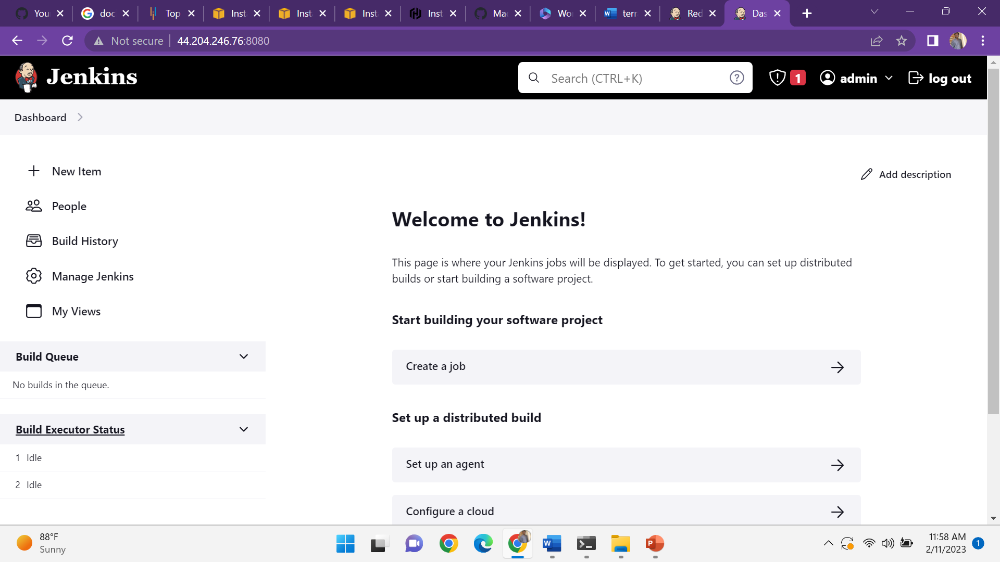 You
doc
Top
Inst
Inst
Inst
Inst
Ma
Wo
terr
Red
Das
Not secure
44.204.246.76:8080
Jenkins
Search (CTRL+K)
1
admin
log out
Dashboard
New Item
Add description
People
Build History
Manage Jenkins
My Views
Welcome to Jenkins!
This page is where your Jenkins jobs will be displayed. To get started, you can set up distributed
builds or start building a software project.
Start building your software project
Create a job
Build Queue
No builds in the queue.
Set up a distributed build
Build Executor Status
1 Idle
2 Idle
Set up an agent
Configure a cloud
88°F
Sunny
11:58 AM
2/11/2023
1